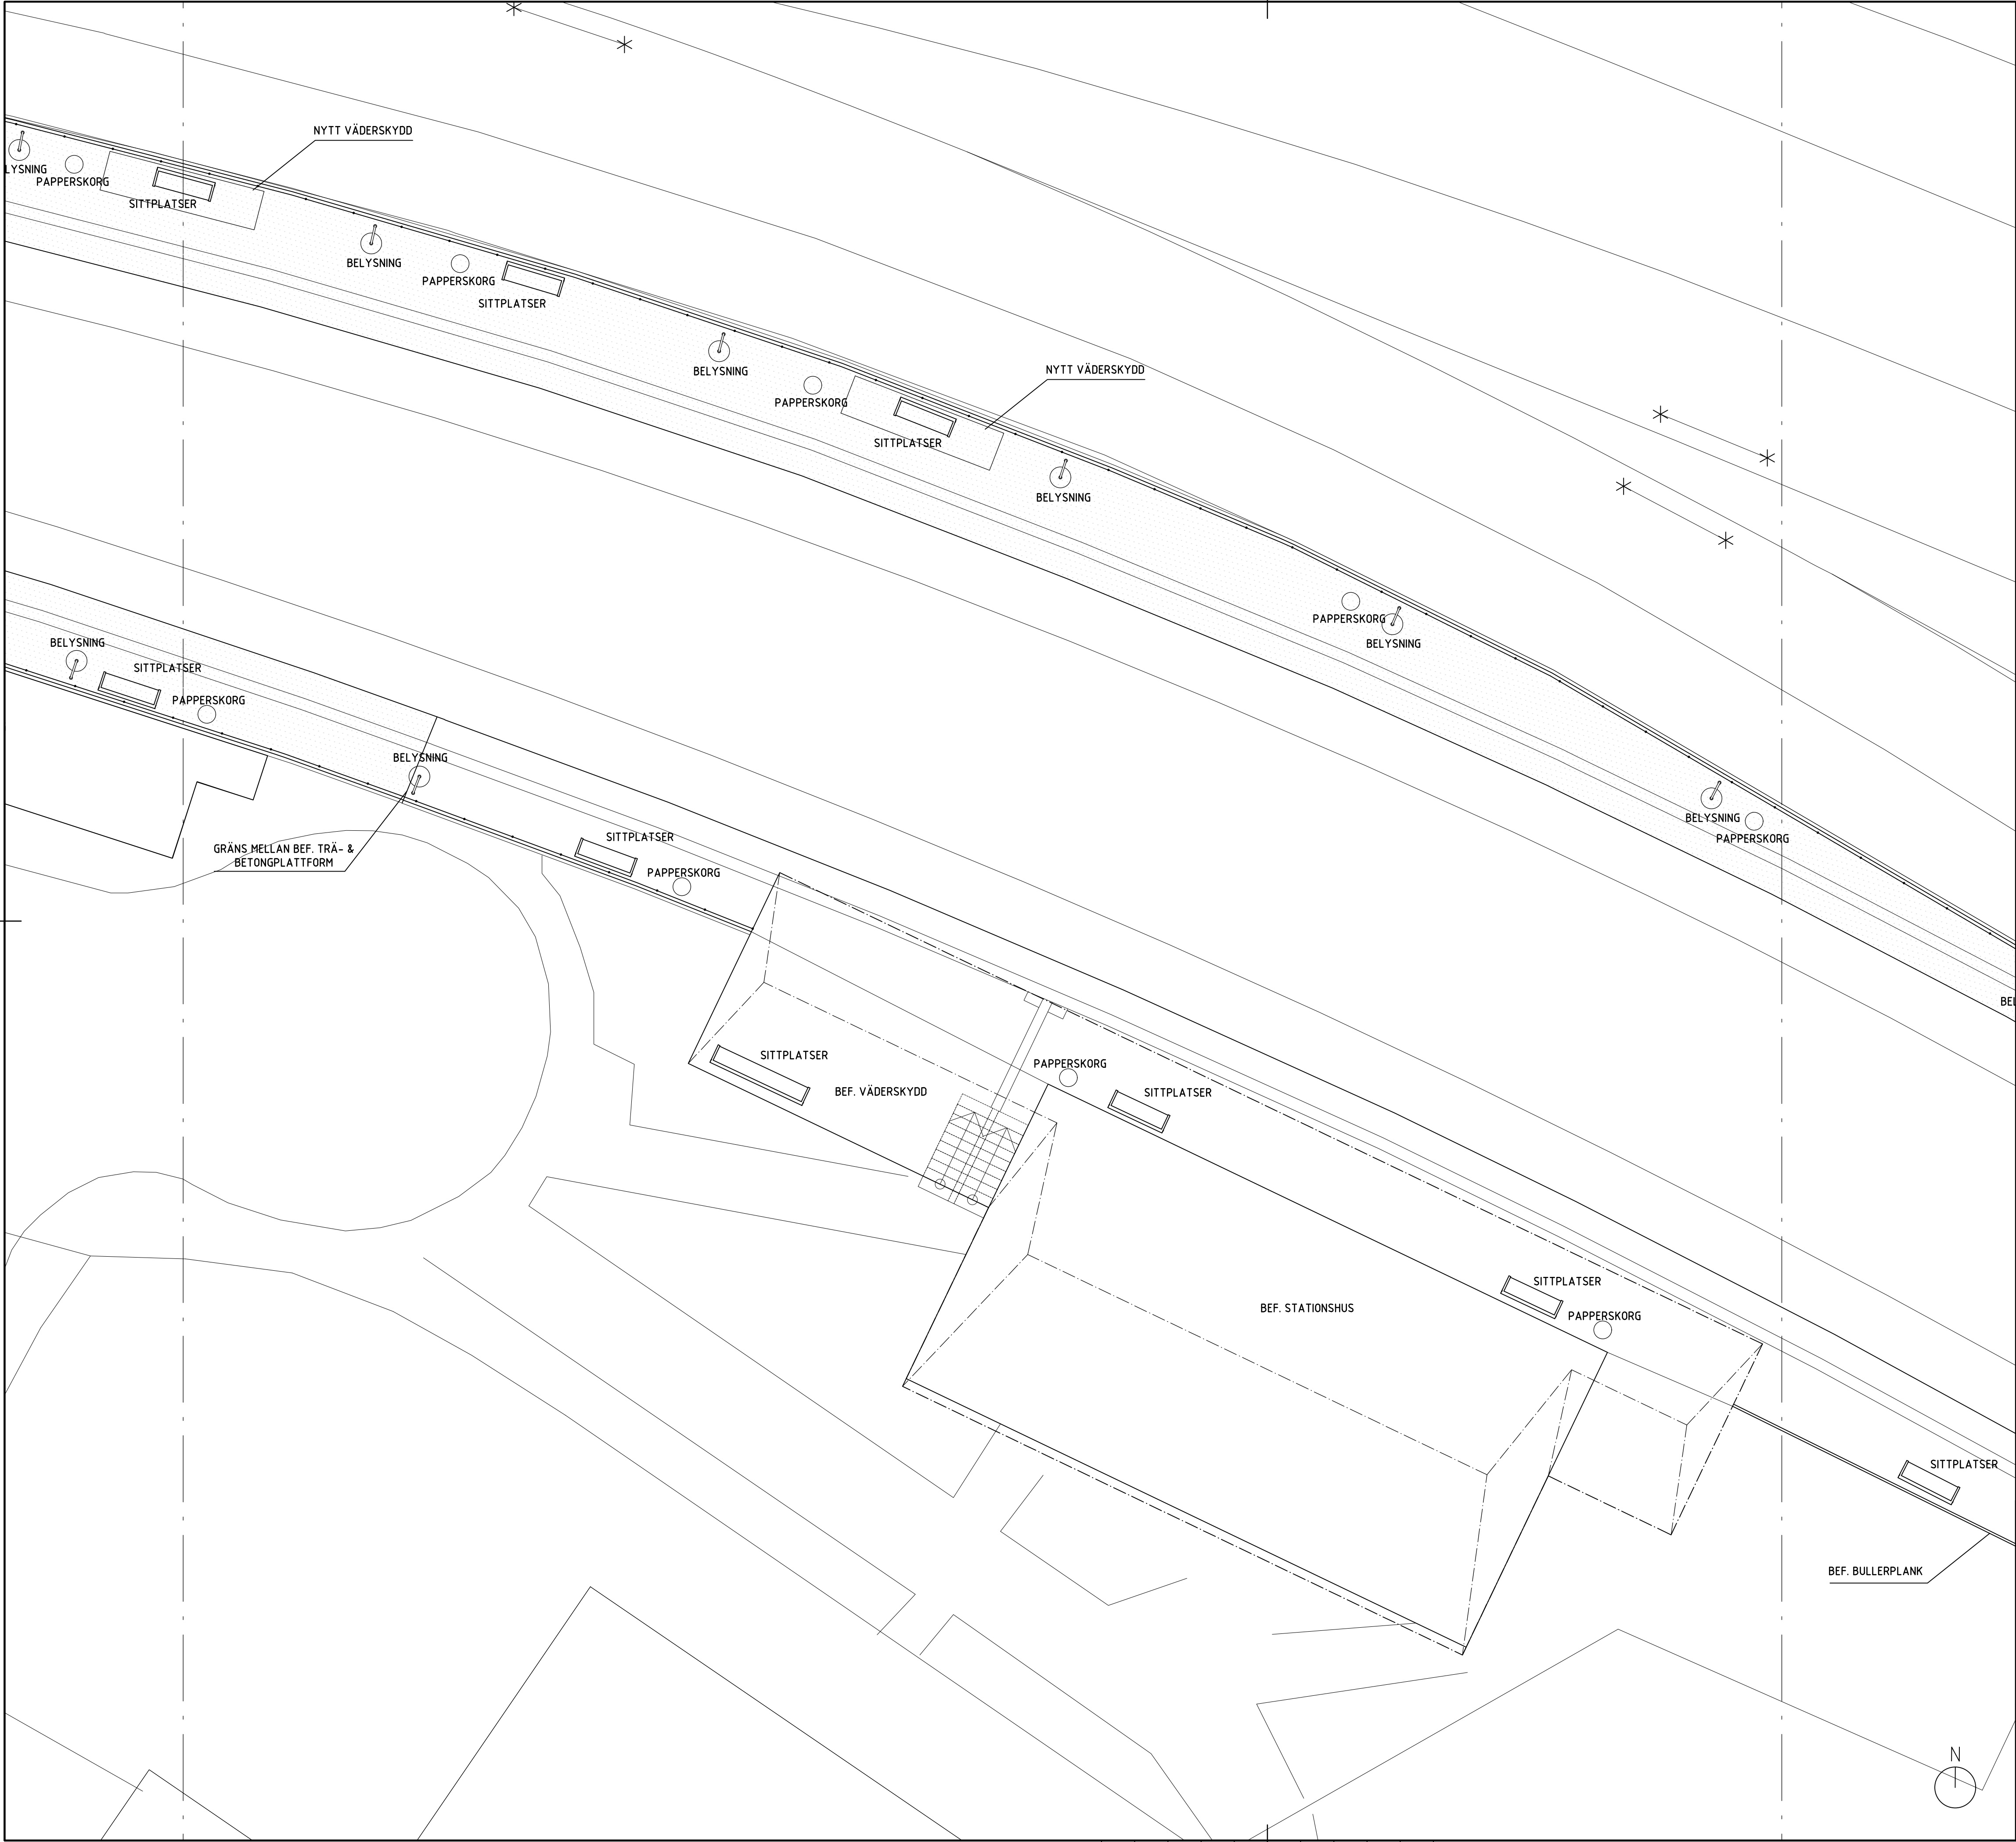 NYTT VÄDERSKYDD
LYSNING
PAPPERSKORG
SITTPLATSER
BELYSNING
PAPPERSKORG
SITTPLATSER
BELYSNING
NYTT VÄDERSKYDD
PAPPERSKORG
SITTPLATSER
BELYSNING
PAPPERSKORG
BELYSNING
BELYSNING
SITTPLATSER
PAPPERSKORG
BELYSNING
BELYSNING
PAPPERSKORG
SITTPLATSER
GRÄNS MELLAN BEF. TRÄ- &
BETONGPLATTFORM
PAPPERSKORG
BEL
SITTPLATSER
PAPPERSKORG
BEF. VÄDERSKYDD
SITTPLATSER
SITTPLATSER
BEF. STATIONSHUS
PAPPERSKORG
SITTPLATSER
BEF. BULLERPLANK
N